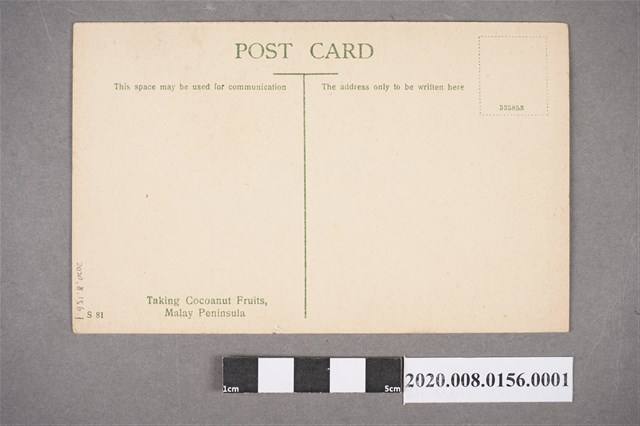 POST CARD
This space may be used for communication
The address only to be written here
Taking Cocoanut Fruits,
Malay Peninsula
S 81
1cm
5cm
2020.008.0156.0001